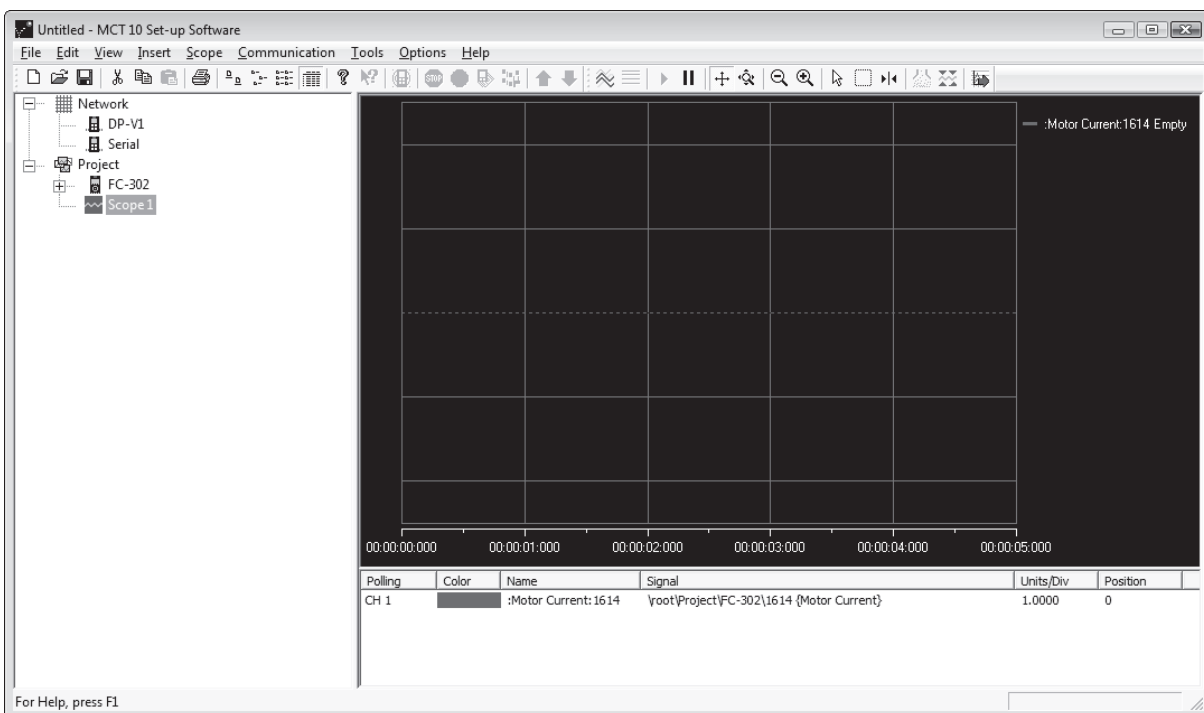 Untitled - MCT 10 Set-up Software
File Edit View Insert Scope Communication Tools Options Help
STOP
Network
DP-V1
Serial
Project
FC-302
Scope 1
:Motor Current:1614 Empty
00:00:00:000 00:00:01:000 00:00:02:000 00:00:03:000 00:00:04:000 00:00:05:000
Polling Color Name Signal Units/Div Position
CH 1 :Motor Current:1614 \root\Project\FC-302\1614 {Motor Current} 1.0000 0
For Help, press F1